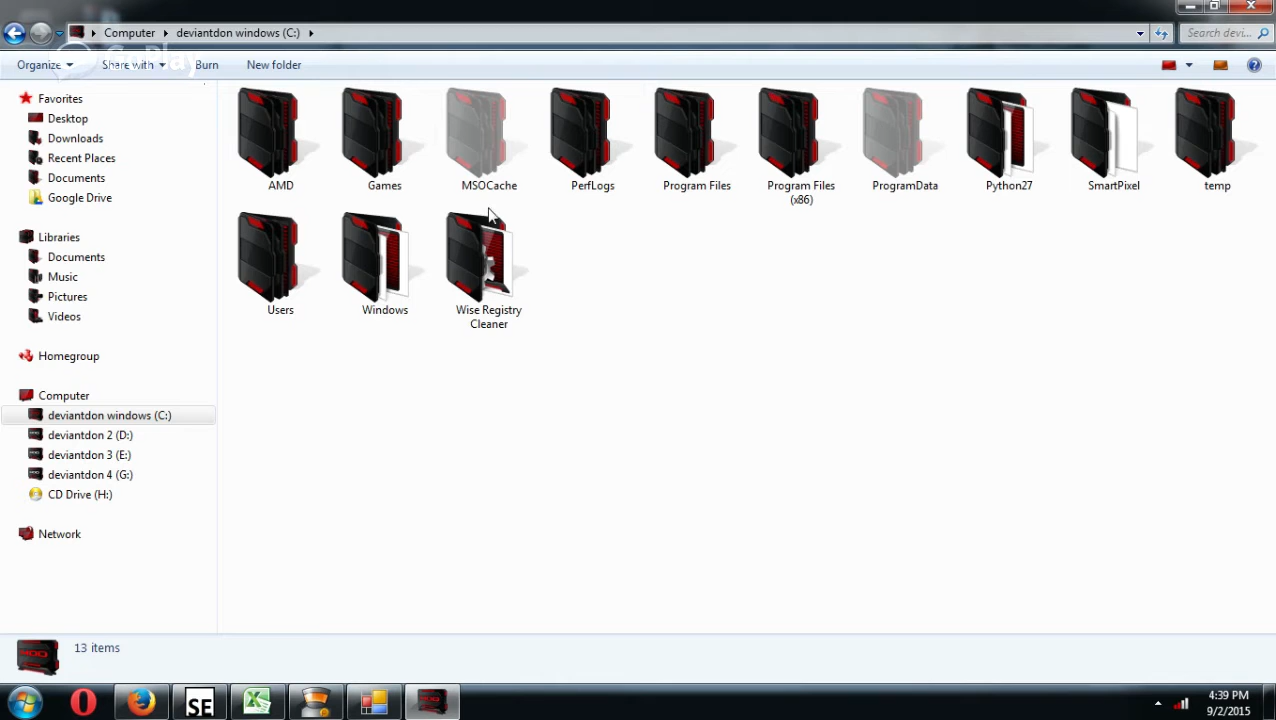 Computer
deviantdon windows (C:)
Search devi...
Organize
Share with
Burn
New folder
Favorites
Desktop
Downloads
Recent Places
Documents
Google Drive
Libraries
Documents
Music
Pictures
Videos
Homegroup
Computer
deviantdon windows (C:)
deviantdon 2 (D:)
deviantdon 3 (E:)
deviantdon 4 (G:)
CD Drive (H:)
Network
AMD
Games
MSOCache
PerfLogs
Program Files
Program Files
(x86)
ProgramData
Python27
SmartPixel
temp
Users
Windows
Wise Registry
Cleaner
13 items
SE
4:39 PM
9/2/2015